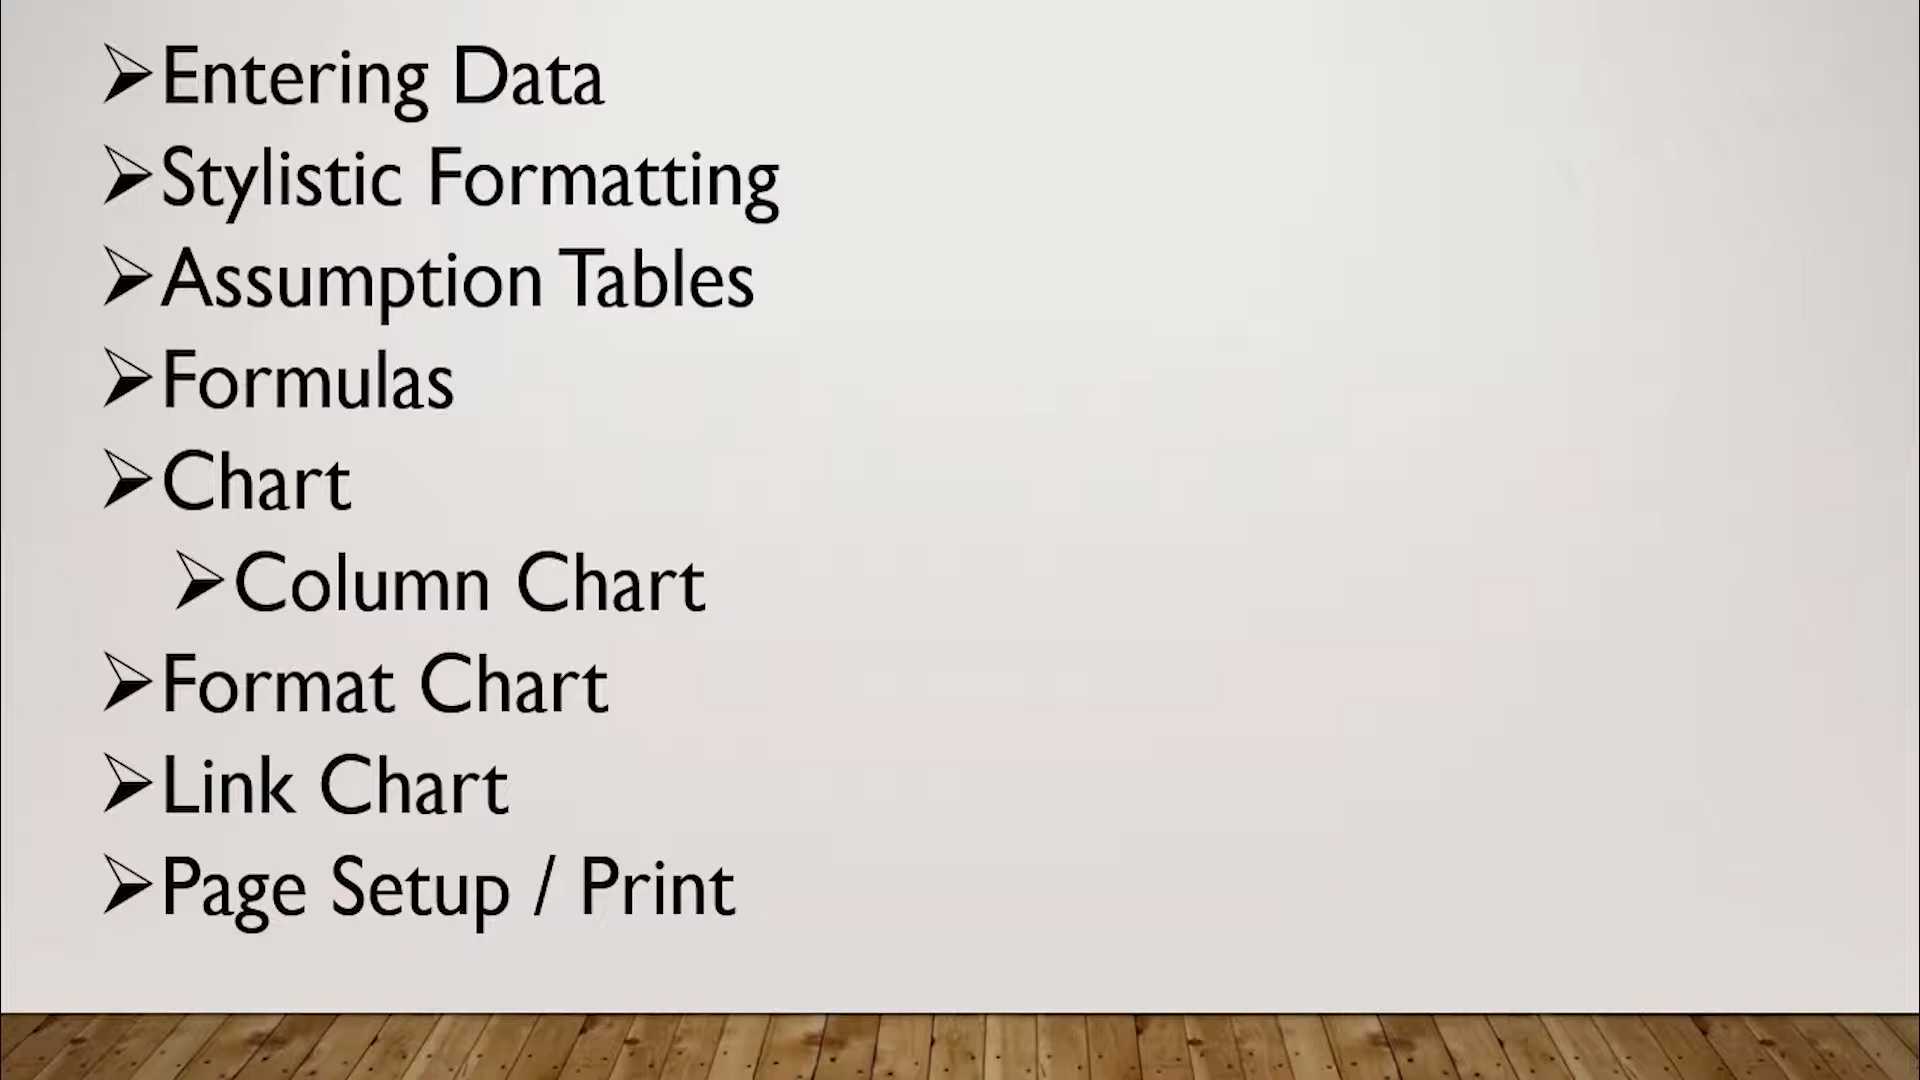 ➢Entering Data
➢Stylistic Formatting
➢Assumption Tables
➢Formulas
➢Chart
➢Column Chart
➢Format Chart
➢Link Chart
➢Page Setup / Print